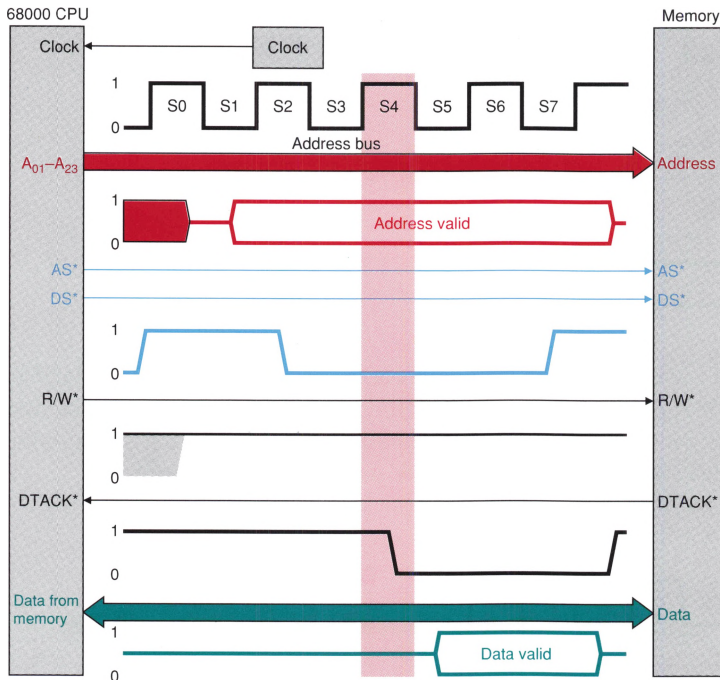 68000 CPU Memory
Clock Clock
1
S0 S1 S2 S3 S4 S5 S6 S7
0
Address bus
A₀₁–A₂₃ Address
1
Address valid
0
AS* AS*
DS* DS*
1
0
R/W* R/W*
1
0
DTACK* DTACK*
1
0
Data from
memory Data
1
Data valid
0